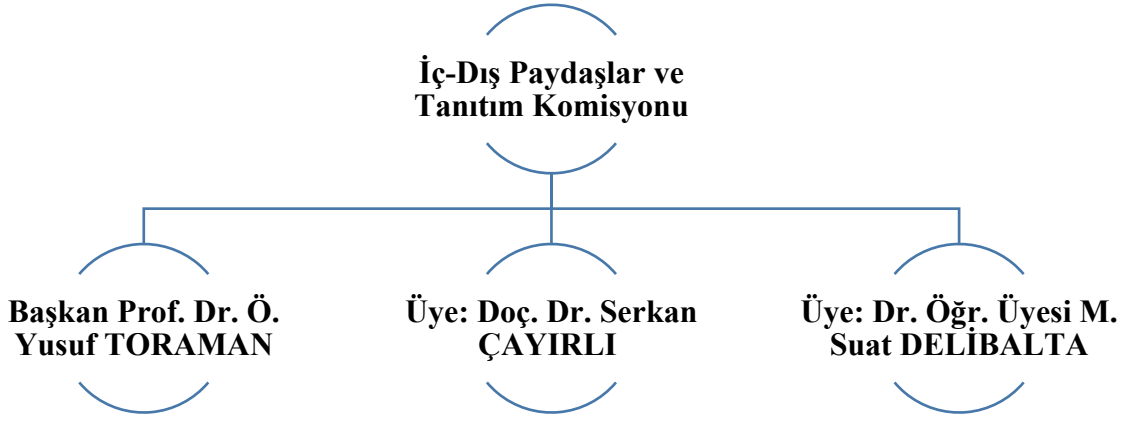 İç-Dış Paydaşlar ve
Tanıtım Komisyonu
Başkan Prof. Dr. Ö.
Yusuf TORAMAN
Üye: Doç. Dr. Serkan
ÇAYIRLI
Üye: Dr. Öğr. Üyesi M.
Suat DELİBALTA